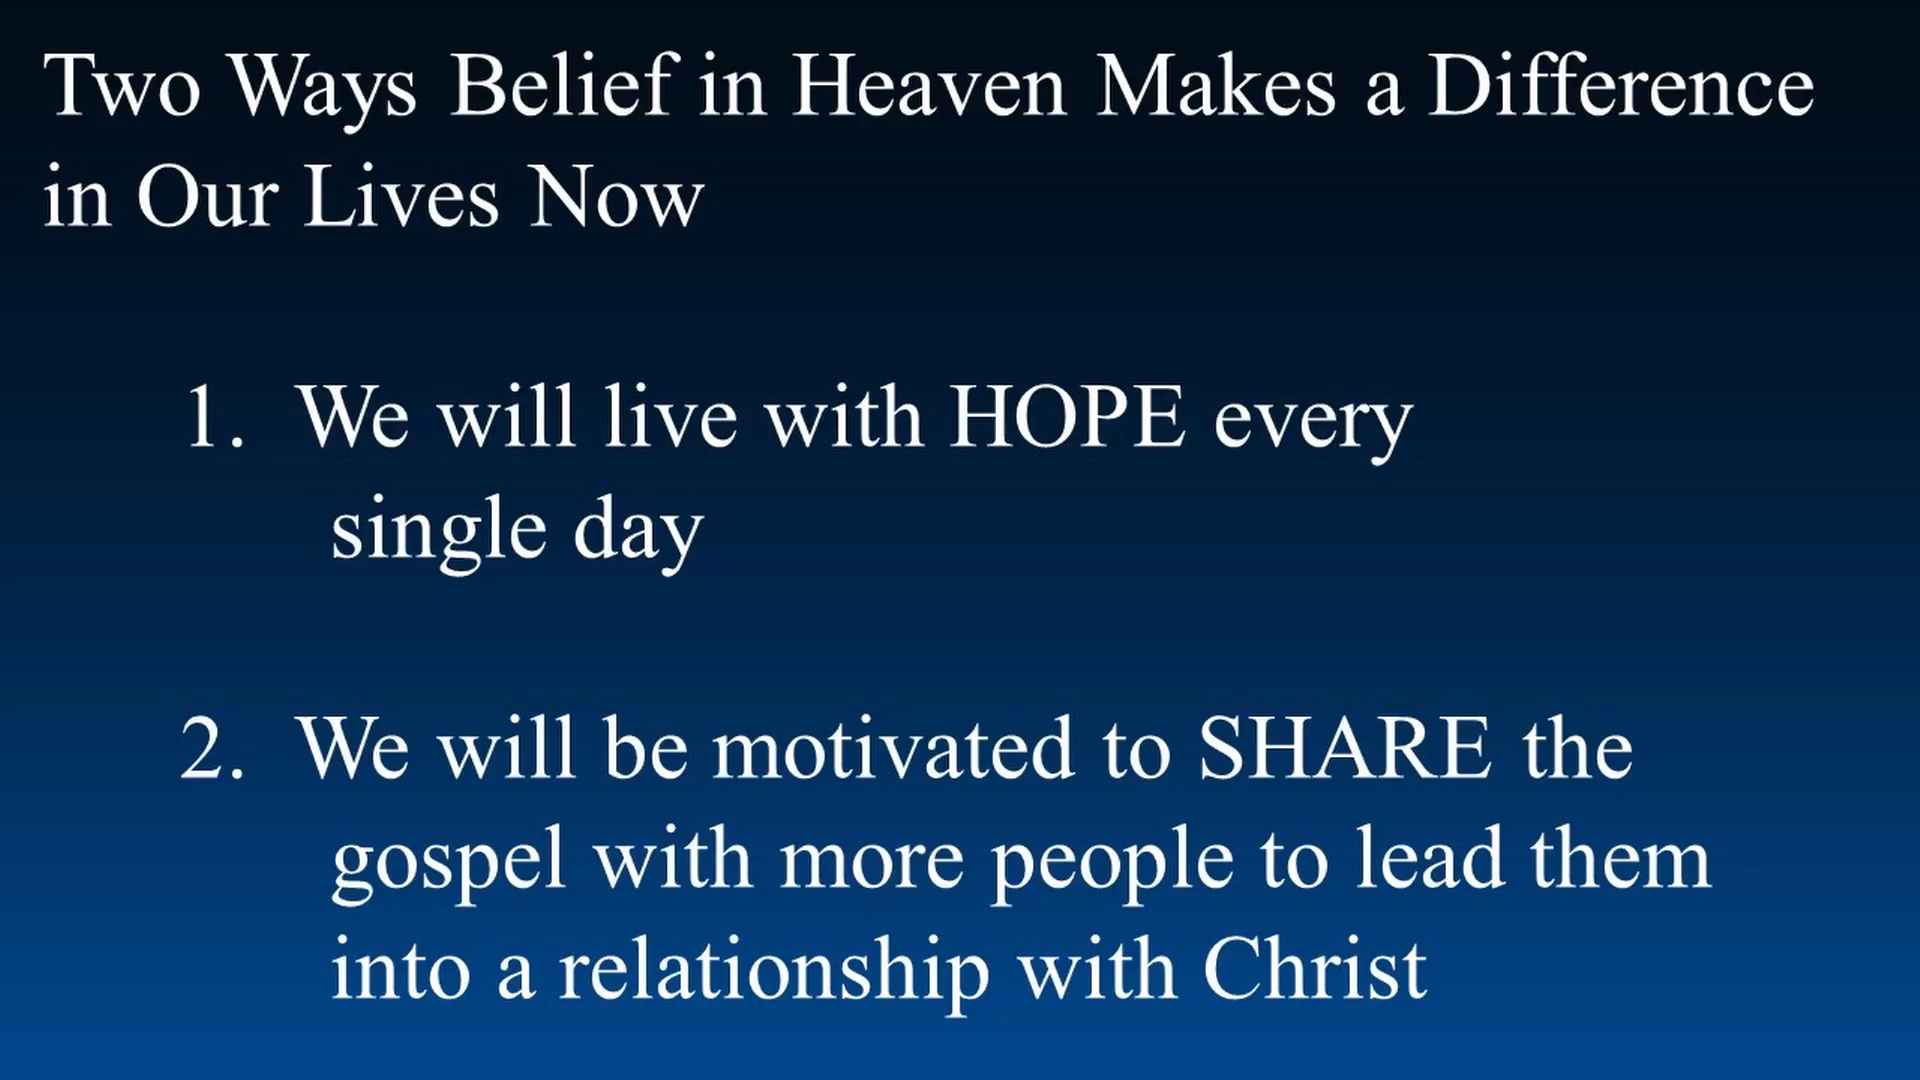 Two Ways Belief in Heaven Makes a Difference
in Our Lives Now
1. We will live with HOPE every
single day
2. We will be motivated to SHARE the
gospel with more people to lead them
into a relationship with Christ